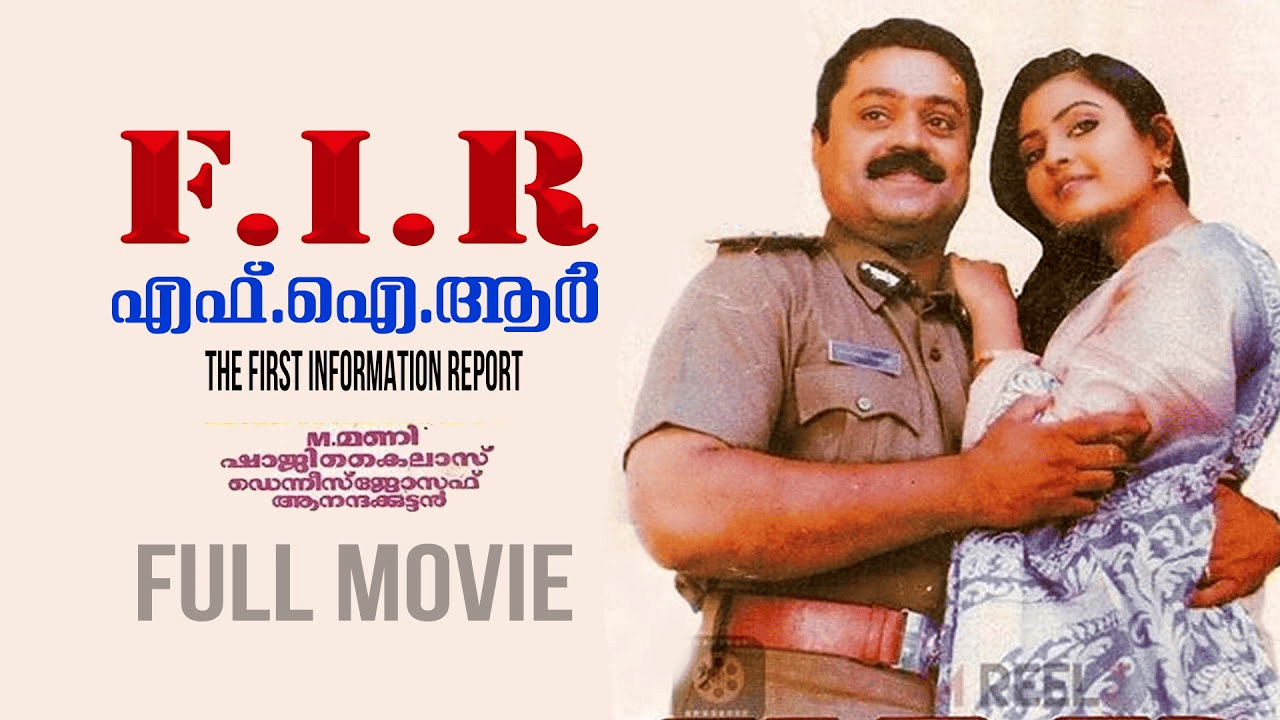 F.I.R
എഫ്.ഐ.ആർ
THE FIRST INFORMATION REPORT
M.മണി
ഷാജി കൈലാസ്
ഡെന്നീസ് ജോസഫ്
ആനന്ദക്കുട്ടൻ
FULL MOVIE
REEL